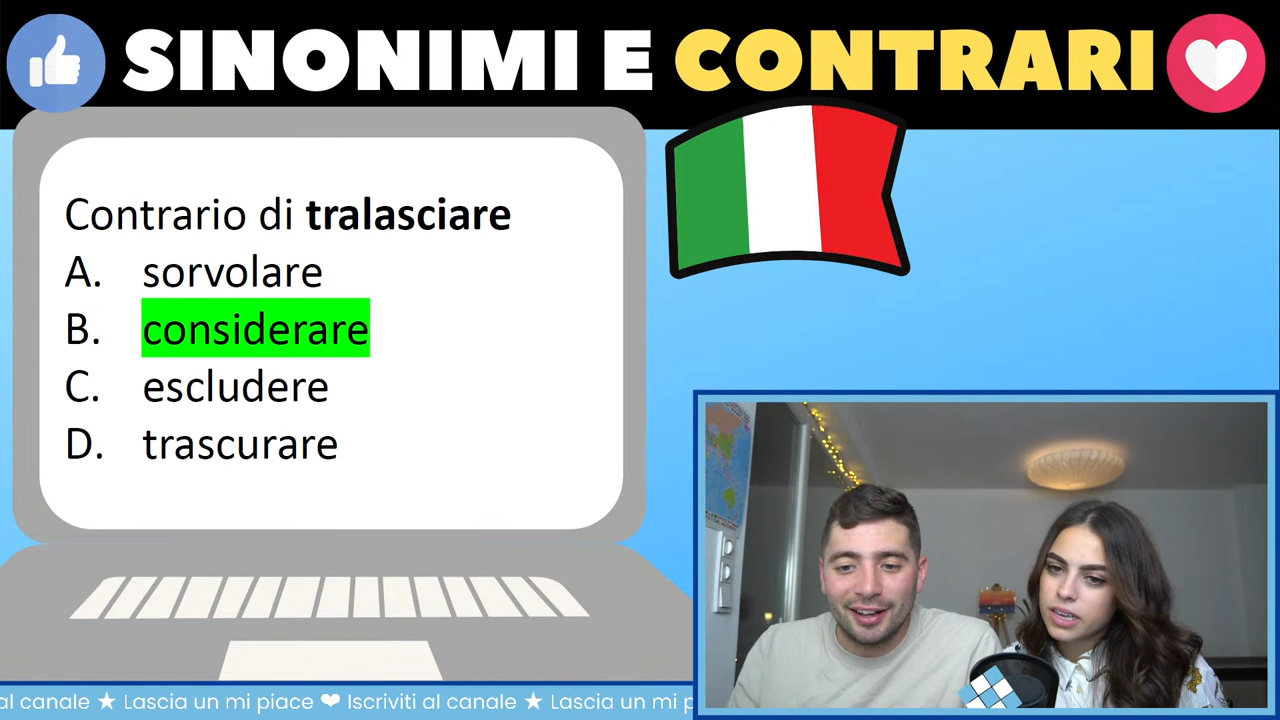 SINONIMI E CONTRARI
Contrario di tralasciare
A. sorvolare
B. considerare
C. escludere
D. trascurare
al canale ★ Lascia un mi piace ❤ Iscriviti al canale ★ Lascia un mi p